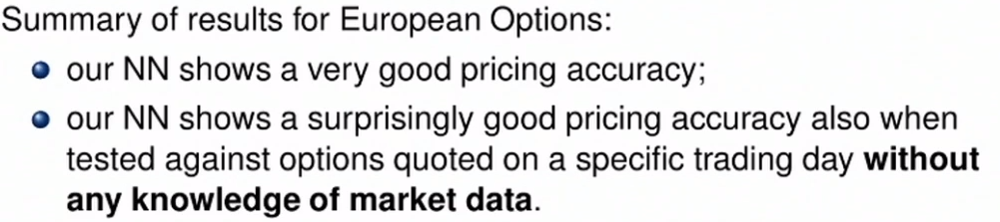 Summary of results for European Options:
our NN shows a very good pricing accuracy;
our NN shows a surprisingly good pricing accuracy also when
tested against options quoted on a specific trading day without
any knowledge of market data.